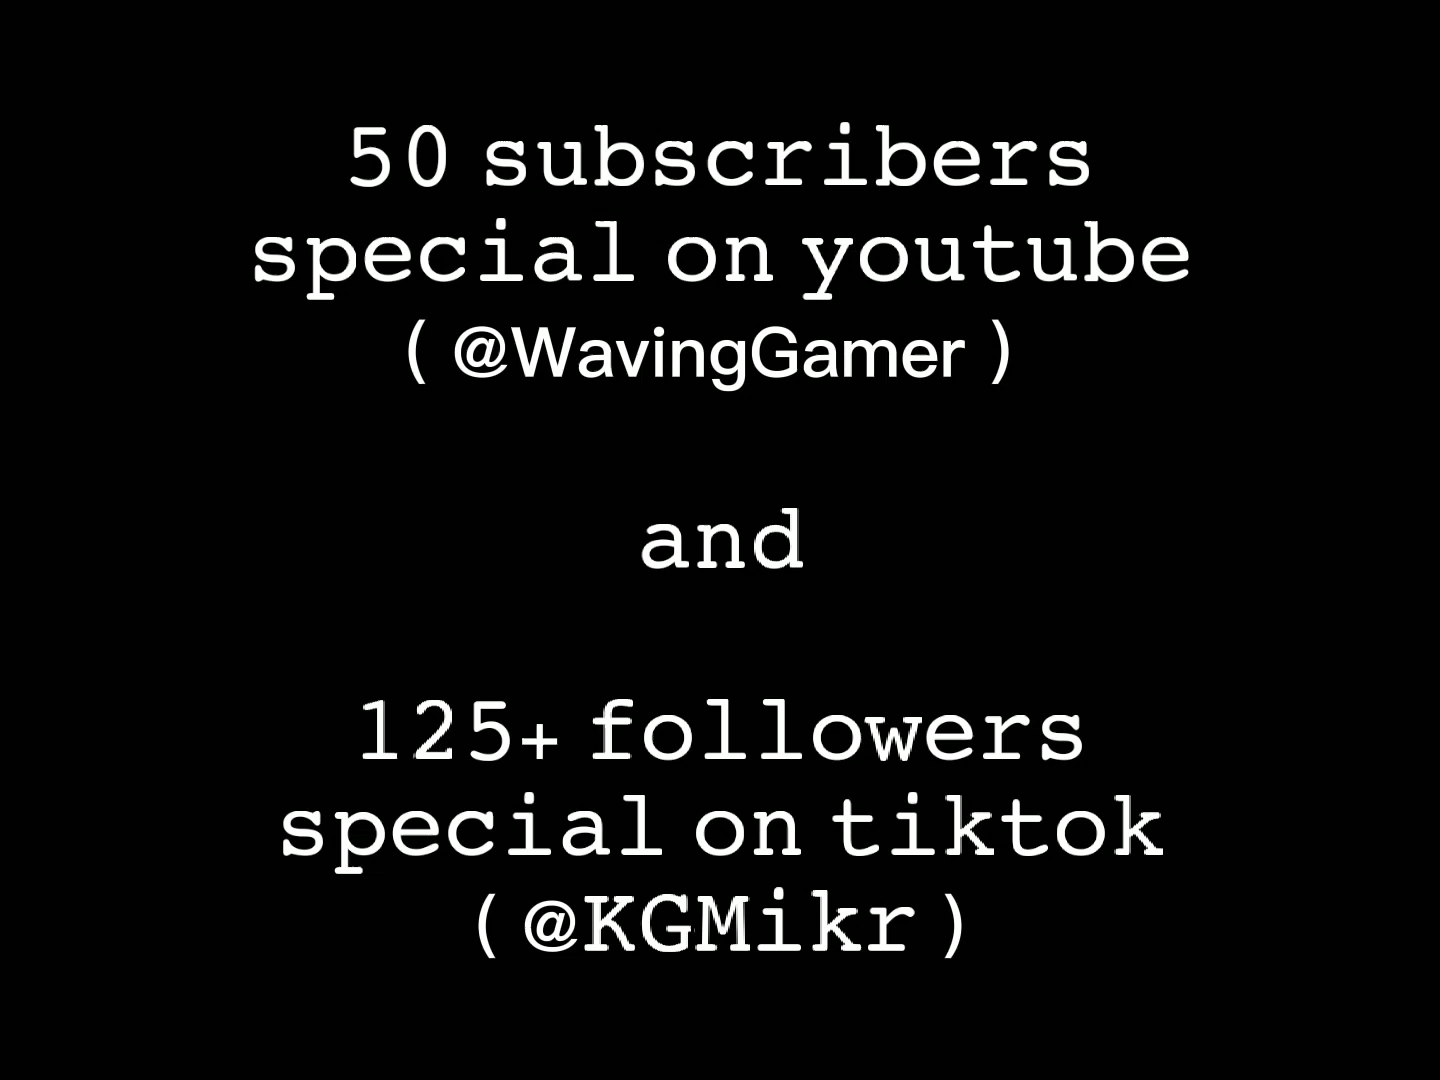 50 subscribers
special on youtube
( @WavingGamer )
and
125+ followers
special on tiktok
( @KGMikr )